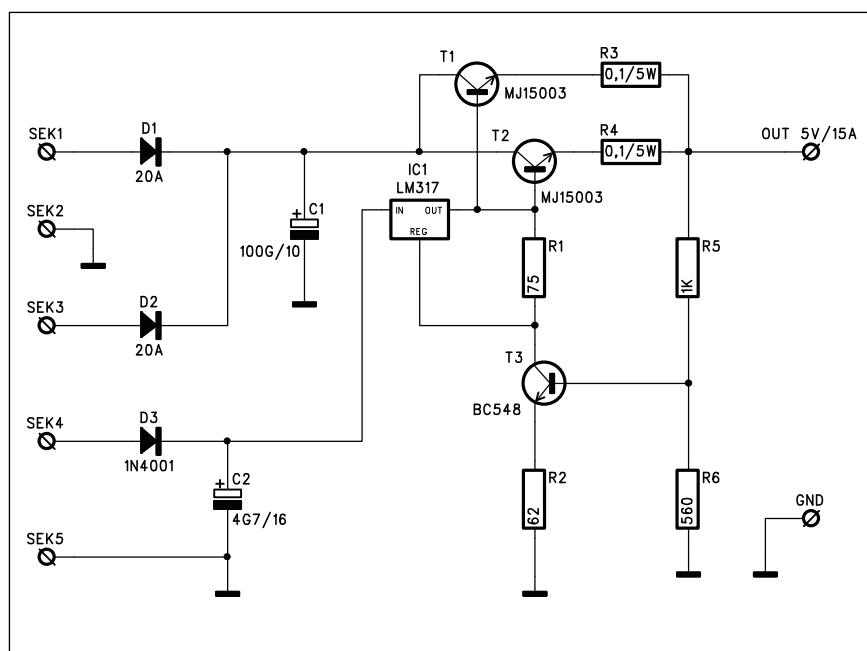 T1
MJ15003
R3
0,1/5W
SEK1
D1
20A
T2
MJ15003
R4
0,1/5W
OUT 5V/15A
IC1
LM317
IN OUT
REG
SEK2
+ C1
100G/10
R1
75
R5
1K
SEK3
D2
20A
T3
BC548
SEK4
D3
1N4001
+ C2
4G7/16
R2
62
R6
560
GND
SEK5